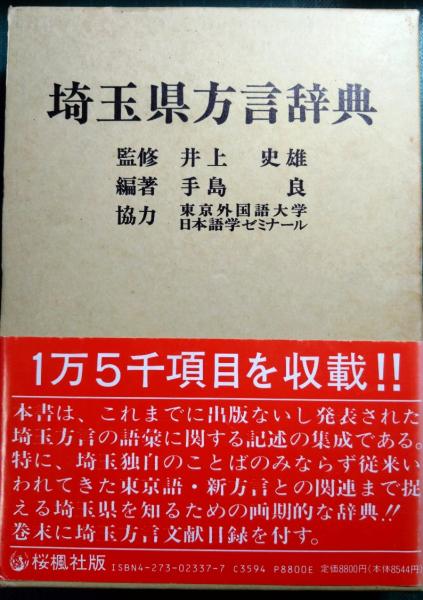 埼玉県方言辞典
監修 井上 史雄
編著 手島 良
協力 東京外国語大学
日本語学ゼミナール
1万5千項目を収載!!
本書は、これまでに出版ないし発表された
埼玉方言の語彙に関する記述の集成である。
特に、埼玉独自のことばのみならず従来い
われてきた東京語・新方言との関連まで捉
える埼玉県を知るための画期的な辞典!!
巻末に埼玉方言文献目録を付す。
桜楓社版 ISBN4-273-02337-7 C3594 P8800E 定価8800円(本体8544円)